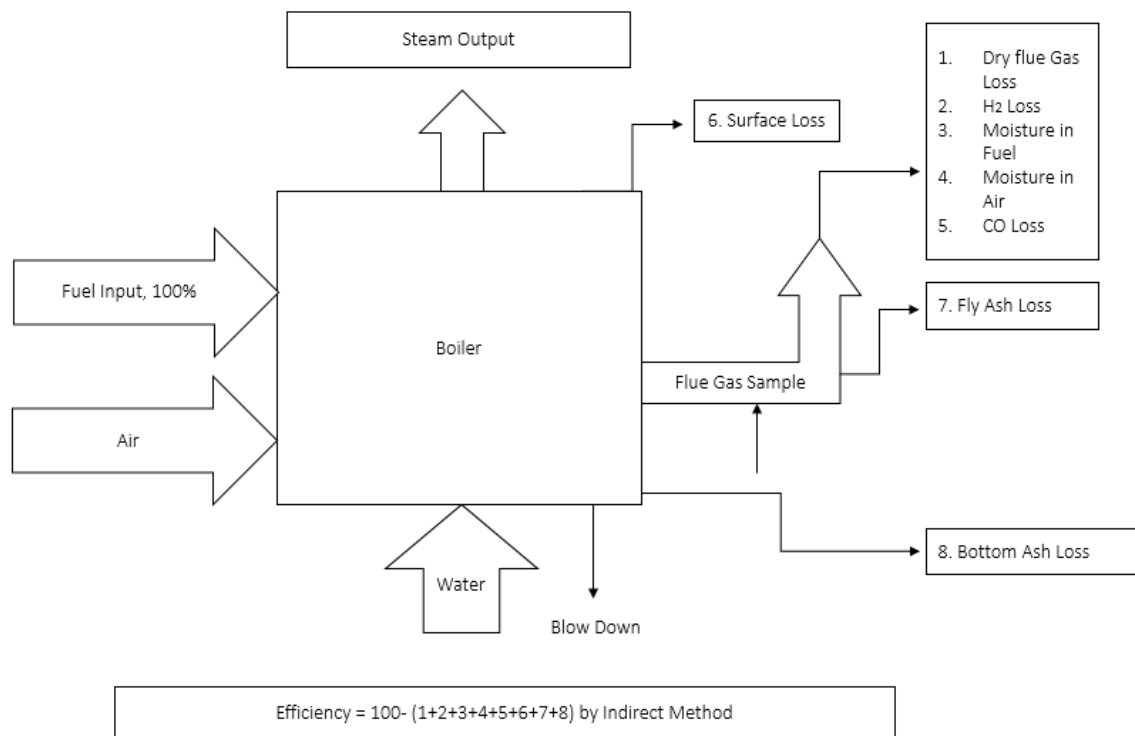 Steam Output
6. Surface Loss
1. Dry flue Gas
Loss
2. H2 Loss
3. Moisture in
Fuel
4. Moisture in
Air
5. CO Loss
Fuel Input, 100%
7. Fly Ash Loss
Boiler
Flue Gas Sample
Air
8. Bottom Ash Loss
Water
Blow Down
Efficiency = 100- (1+2+3+4+5+6+7+8) by Indirect Method